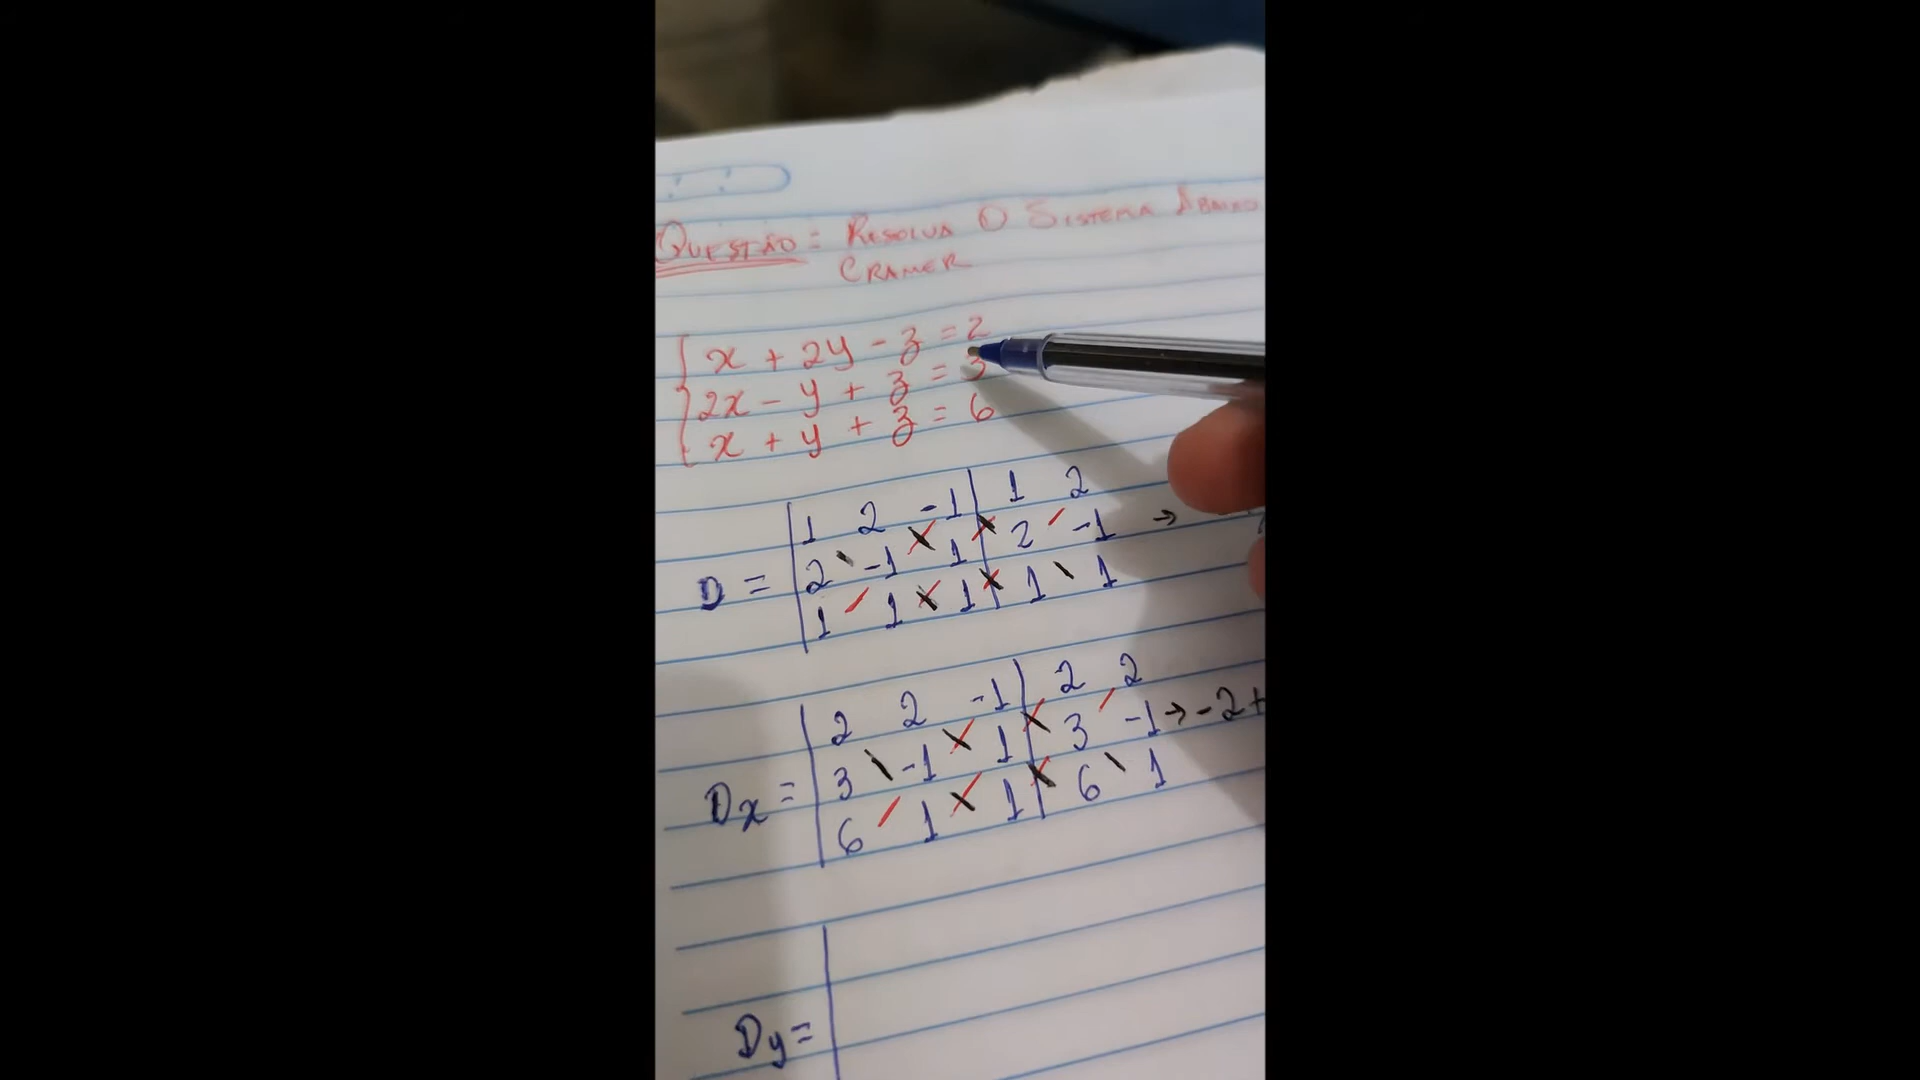 QUESTÃO: RESOLVA O SISTEMA ABAIXO
CRAMER
x + 2y - z = 2
2x - y + z = 3
x + y + z = 6
D = | 1 2 -1 | 1 2
2 -1 1 | 2 -1 →
1 1 1 | 1 1
Dx = | 2 2 -1 | 2 2
3 -1 1 | 3 -1 → -2 +
6 1 1 | 6 1
Dy = |